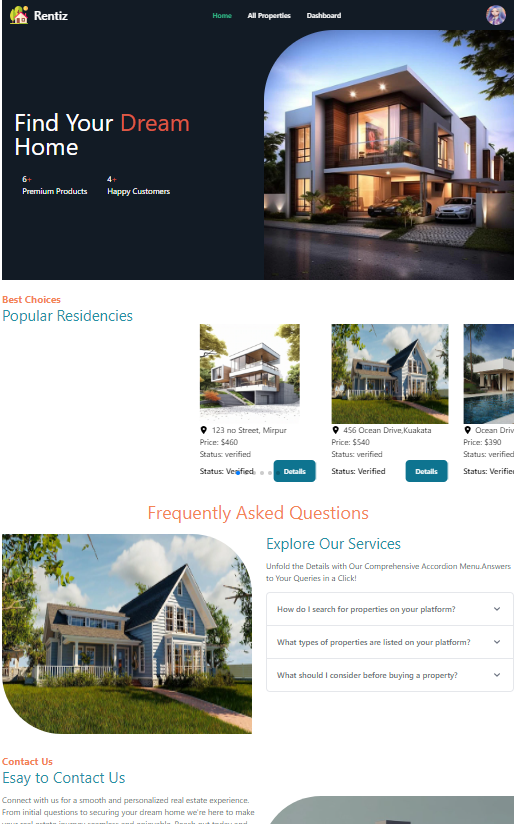 Rentiz
Home All Properties Dashboard
Find Your Dream
Home
6+
Premium Products
4+
Happy Customers
Best Choices
Popular Residencies
123 no Street, Mirpur
Price: $460
Status: verified
Status: Verified
Details
456 Ocean Drive,Kuakata
Price: $540
Status: verified
Status: Verified
Details
Ocean Driv
Price: $390
Status: verified
Status: Verified
Frequently Asked Questions
Explore Our Services
Unfold the Details with Our Comprehensive Accordion Menu.Answers
to Your Queries in a Click!
How do I search for properties on your platform?
What types of properties are listed on your platform?
What should I consider before buying a property?
Contact Us
Esay to Contact Us
Connect with us for a smooth and personalized real estate experience.
From initial questions to securing your dream home we're here to make